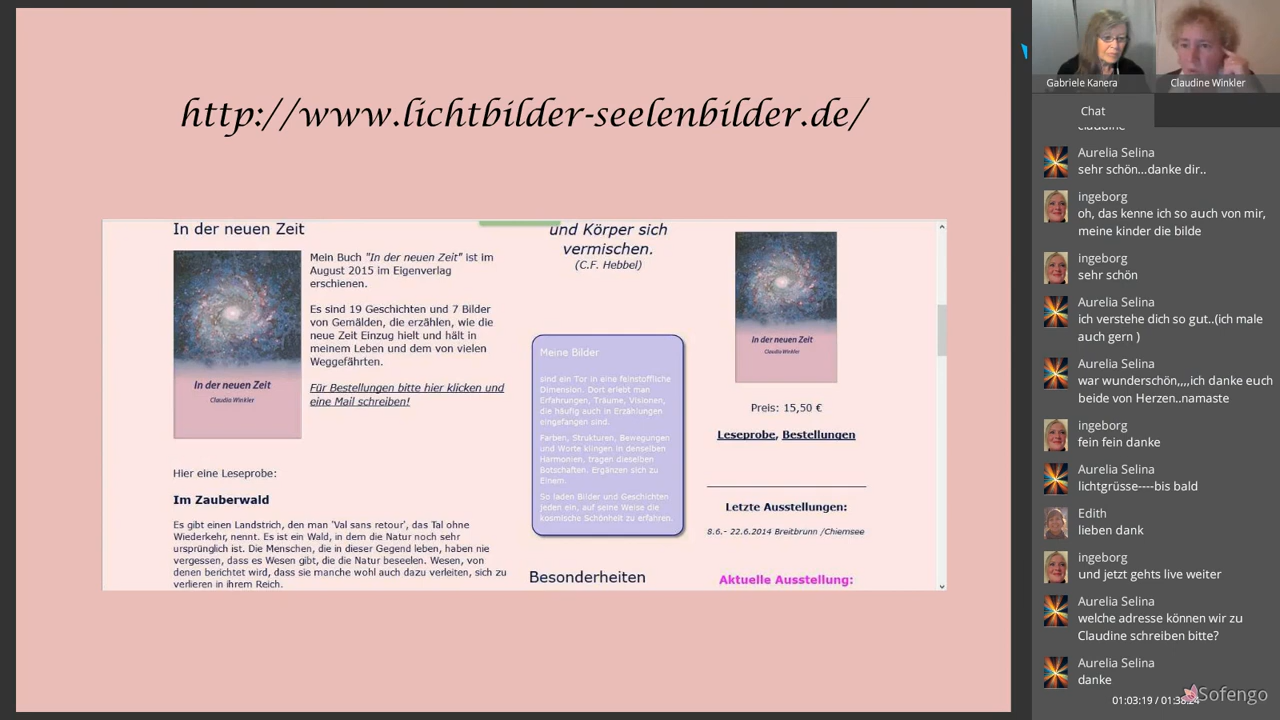 http://www.lichtbilder-seelenbilder.de/
In der neuen Zeit
In der neuen Zeit
Claudia Winkler
Mein Buch "In der neuen Zeit" ist im
August 2015 im Eigenverlag
erschienen.
Es sind 19 Geschichten und 7 Bilder
von Gemälden, die erzählen, wie die
neue Zeit Einzug hielt und hält in
meinem Leben und dem von vielen
Weggefährten.
Für Bestellungen bitte hier klicken und
eine Mail schreiben!
Hier eine Leseprobe:
Im Zauberwald
Es gibt einen Landstrich, den man 'Val sans retour', das Tal ohne
Wiederkehr, nennt. Es ist ein Wald, in dem die Natur noch sehr
ursprünglich ist. Die Menschen, die in dieser Gegend leben, haben nie
vergessen, dass es Wesen gibt, die die Natur beseelen. Wesen, von
denen berichtet wird, dass sie manche wohl auch dazu verleiten, sich zu
verlieren in ihrem Reich.
und Körper sich
vermischen.
(C.F. Hebbel)
Meine Bilder
sind ein Tor in eine feinstoffliche
Dimension. Dort erlebt man
Erfahrungen, Träume, Visionen,
die häufig auch in Erzählungen
eingefangen sind.
Farben, Strukturen, Bewegungen
und Worte klingen in denselben
Harmonien, tragen dieselben
Botschaften. Ergänzen sich zu
Einem.
So laden Bilder und Geschichten
jeden ein, auf seine Weise die
kosmische Schönheit zu erfahren.
Besonderheiten
In der neuen Zeit
Claudia Winkler
Preis: 15,50 €
Leseprobe, Bestellungen
Letzte Ausstellungen:
8.6.- 22.6.2014 Breitbrunn /Chiemsee
Aktuelle Ausstellung:
Gabriele Kanera
Claudine Winkler
Chat
claudine
Aurelia Selina
sehr schön...danke dir..
ingeborg
oh, das kenne ich so auch von mir,
meine kinder die bilde
ingeborg
sehr schön
Aurelia Selina
ich verstehe dich so gut..(ich male
auch gern )
Aurelia Selina
war wunderschön,,,,ich danke euch
beide von Herzen..namaste
ingeborg
fein fein danke
Aurelia Selina
lichtgrüsse----bis bald
Edith
lieben dank
ingeborg
und jetzt gehts live weiter
Aurelia Selina
welche adresse können wir zu
Claudine schreiben bitte?
Aurelia Selina
danke
01:03:19 / 01:38:24
Sofengo